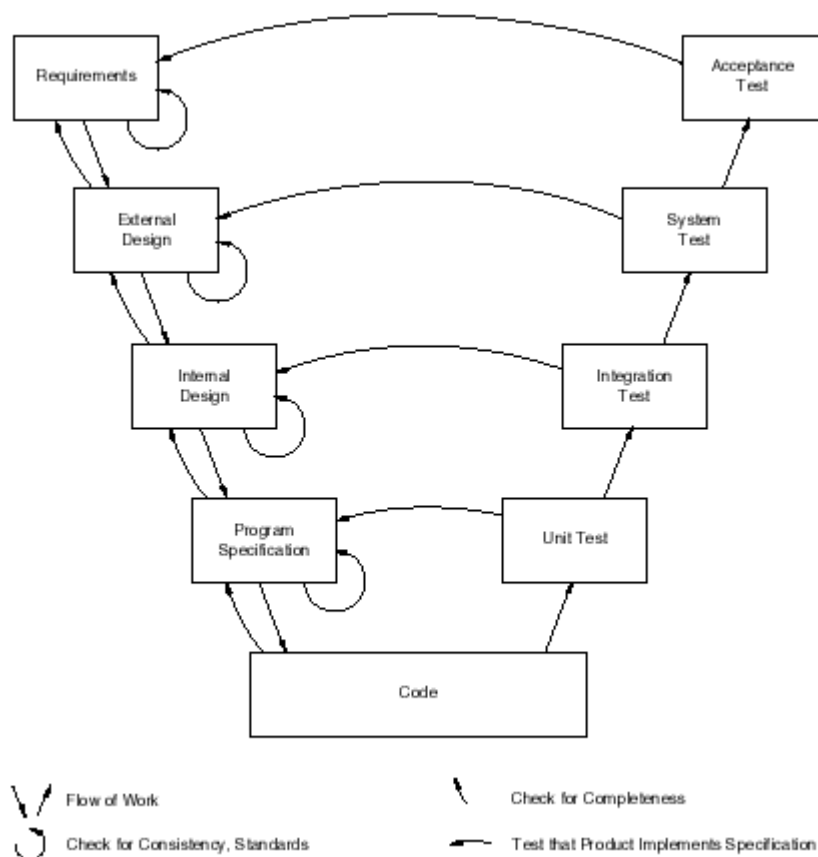 Requirements
Acceptance
Test
External
Design
System
Test
Internal
Design
Integration
Test
Program
Specification
Unit Test
Code
Flow of Work
Check for Completeness
Check for Consistency, Standards
Test that Product Implements Specification